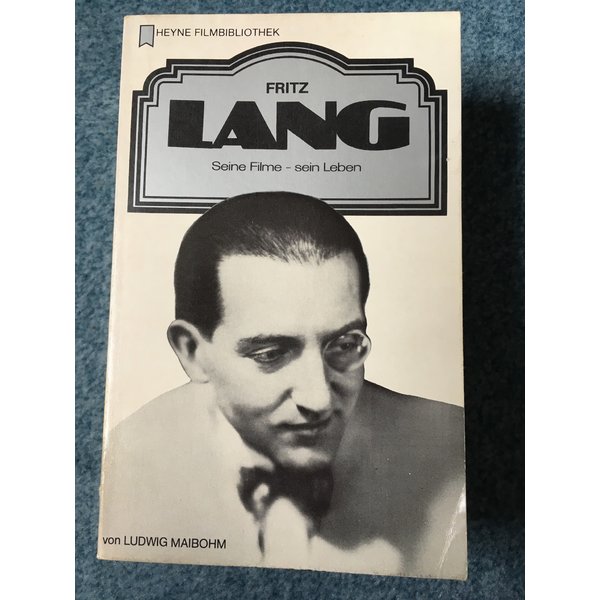 HEYNE FILMBIBLIOTHEK
FRITZ
LANG
Seine Filme – sein Leben
von LUDWIG MAIBOHM